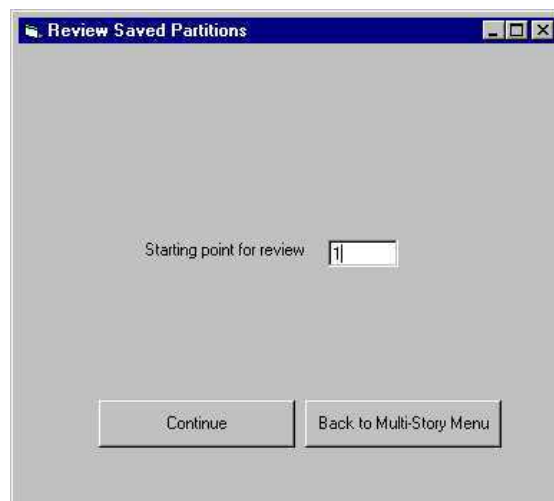 Review Saved Partitions
Starting point for review 1
Continue Back to Multi-Story Menu